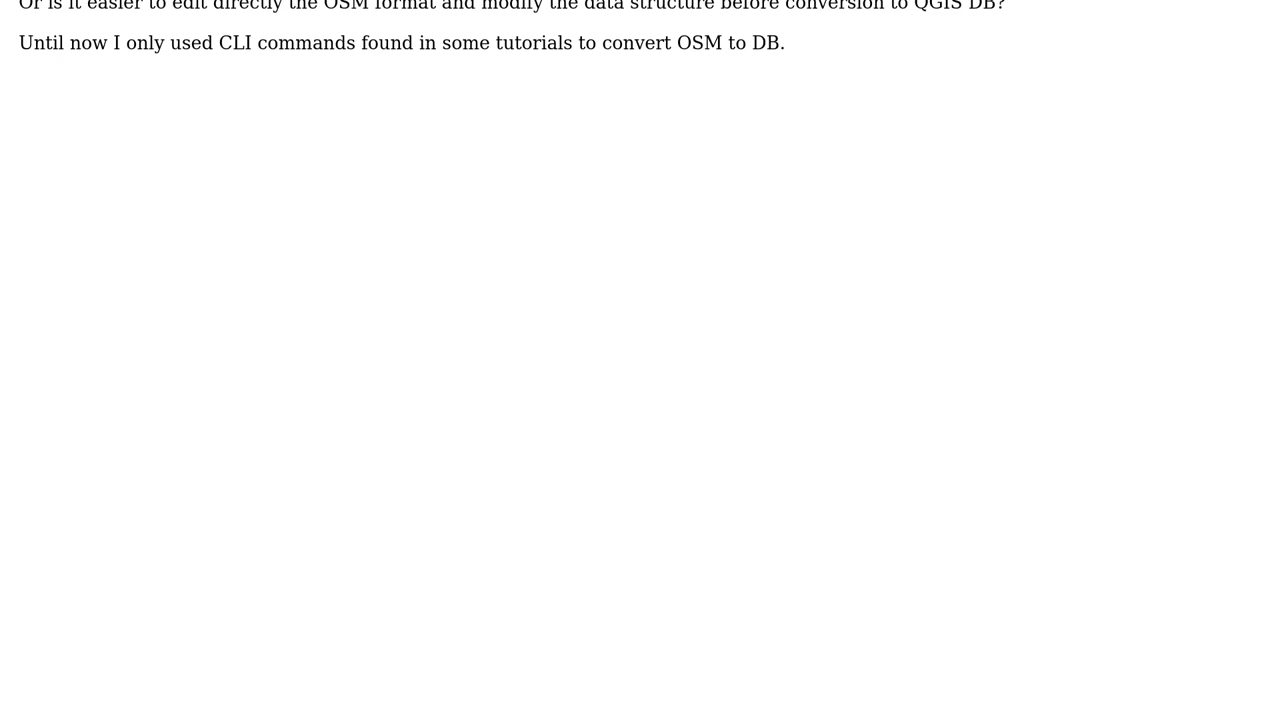 Or is it easier to edit directly the OSM format and modify the data structure before conversion to QGIS DB?
Until now I only used CLI commands found in some tutorials to convert OSM to DB.